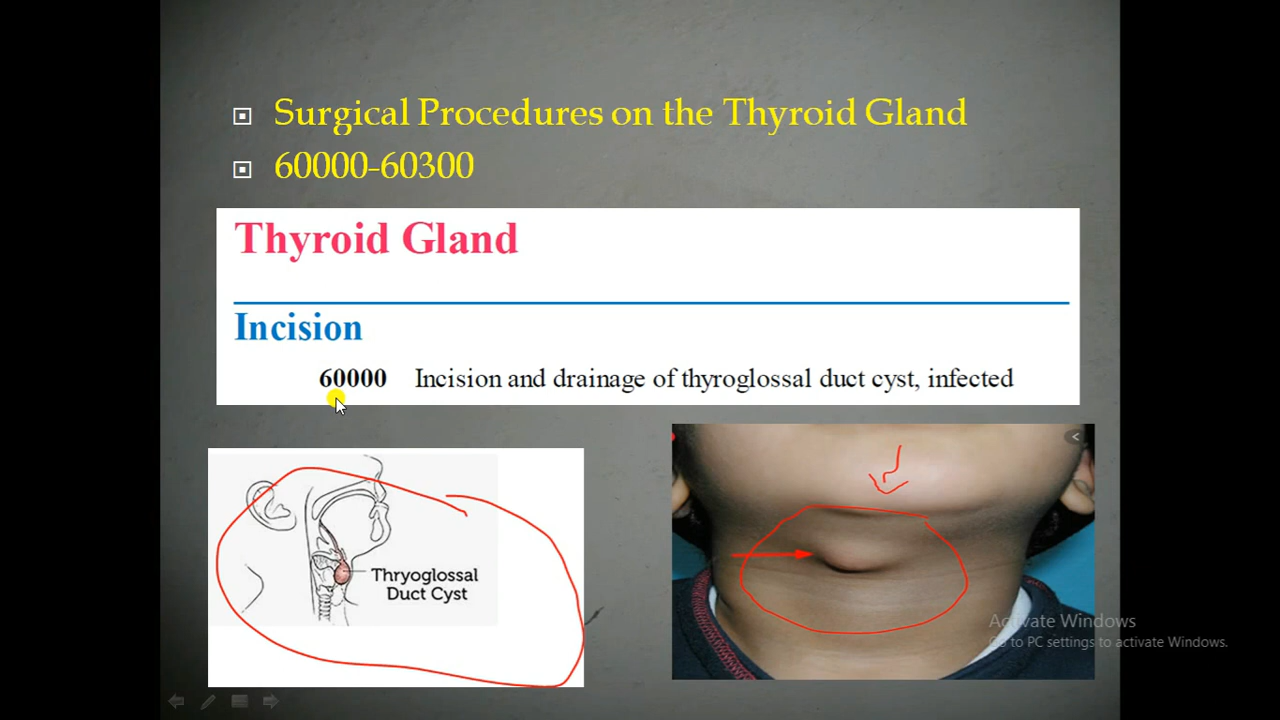 Surgical Procedures on the Thyroid Gland
60000-60300
Thyroid Gland
Incision
60000 Incision and drainage of thyroglossal duct cyst, infected
Thryoglossal
Duct Cyst
Activate Windows
Go to PC settings to activate Windows.